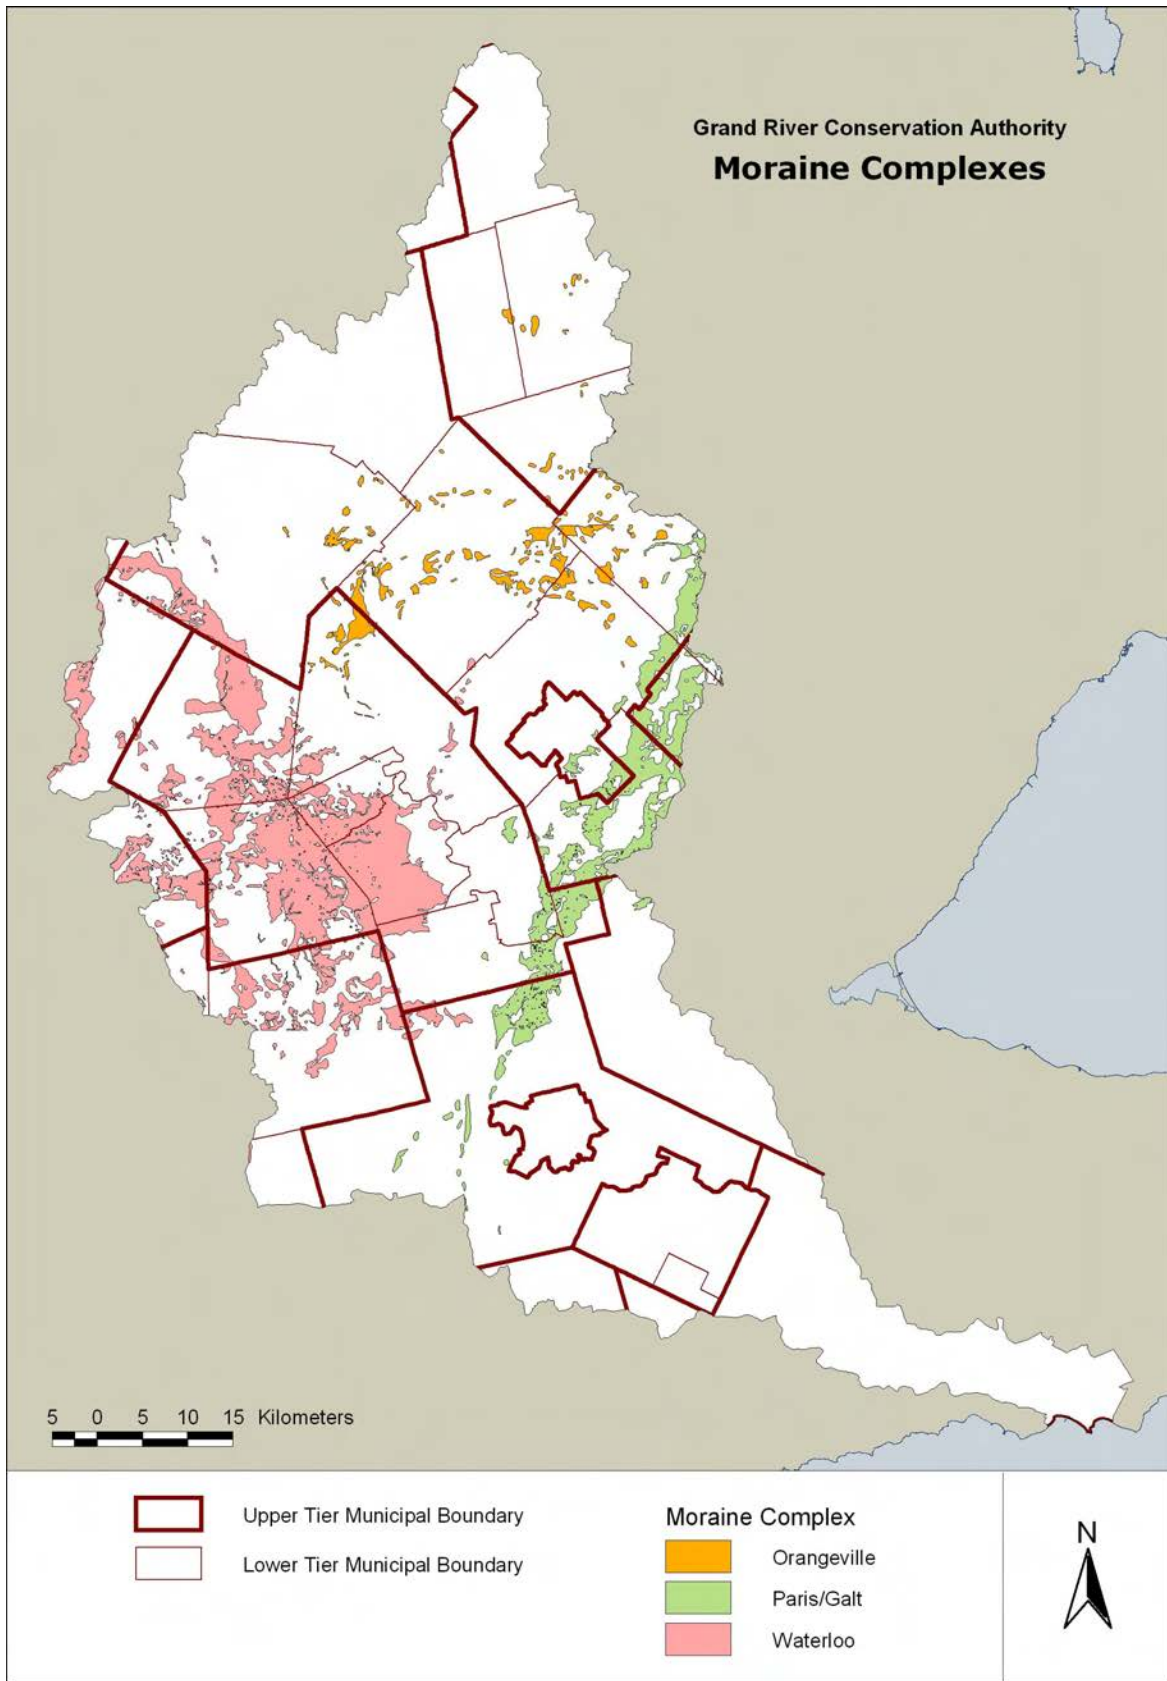 Grand River Conservation Authority
Moraine Complexes
5 0 5 10 15 Kilometers
Upper Tier Municipal Boundary
Lower Tier Municipal Boundary
Moraine Complex
Orangeville
Paris/Galt
Waterloo
N